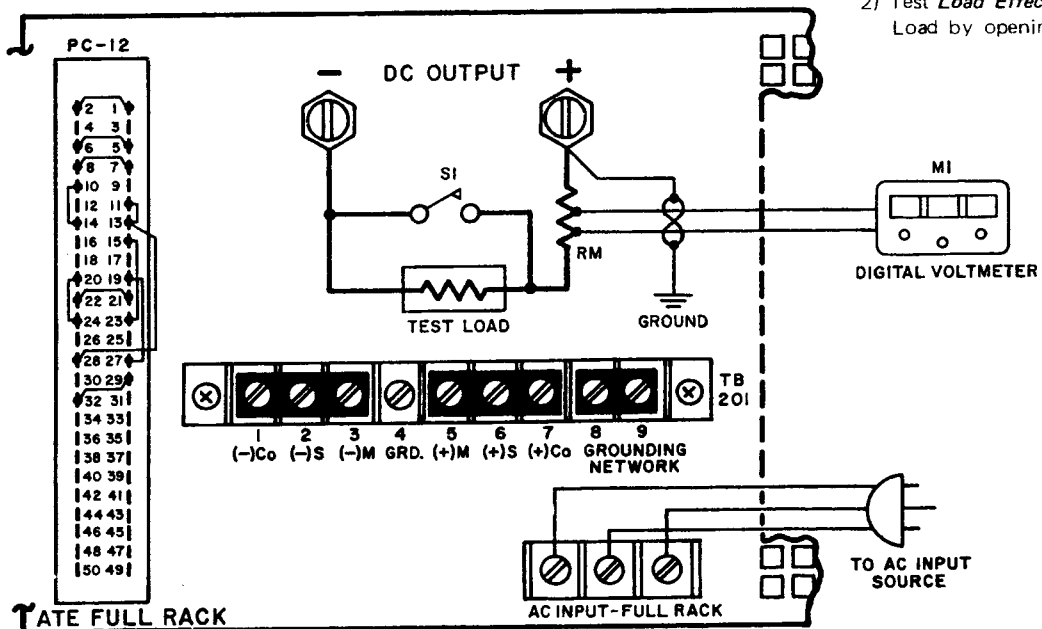 2) Test Load Effec
Load by openin
PC-12
2 1
4 3
6 5
8 7
10 9
12 11
14 13
16 15
18 17
20 19
22 21
24 23
26 25
28 27
30 29
32 31
34 33
36 35
38 37
40 39
42 41
44 43
46 45
48 47
50 49
- DC OUTPUT +
S1
RM
TEST LOAD
GROUND
M1
DIGITAL VOLTMETER
TB
201
1 2 3 4 5 6 7 8 9
(-)Co (-)S (-)M GRD. (+)M (+)S (+)Co GROUNDING
NETWORK
TO AC INPUT
SOURCE
AC INPUT-FULL RACK
ATE FULL RACK